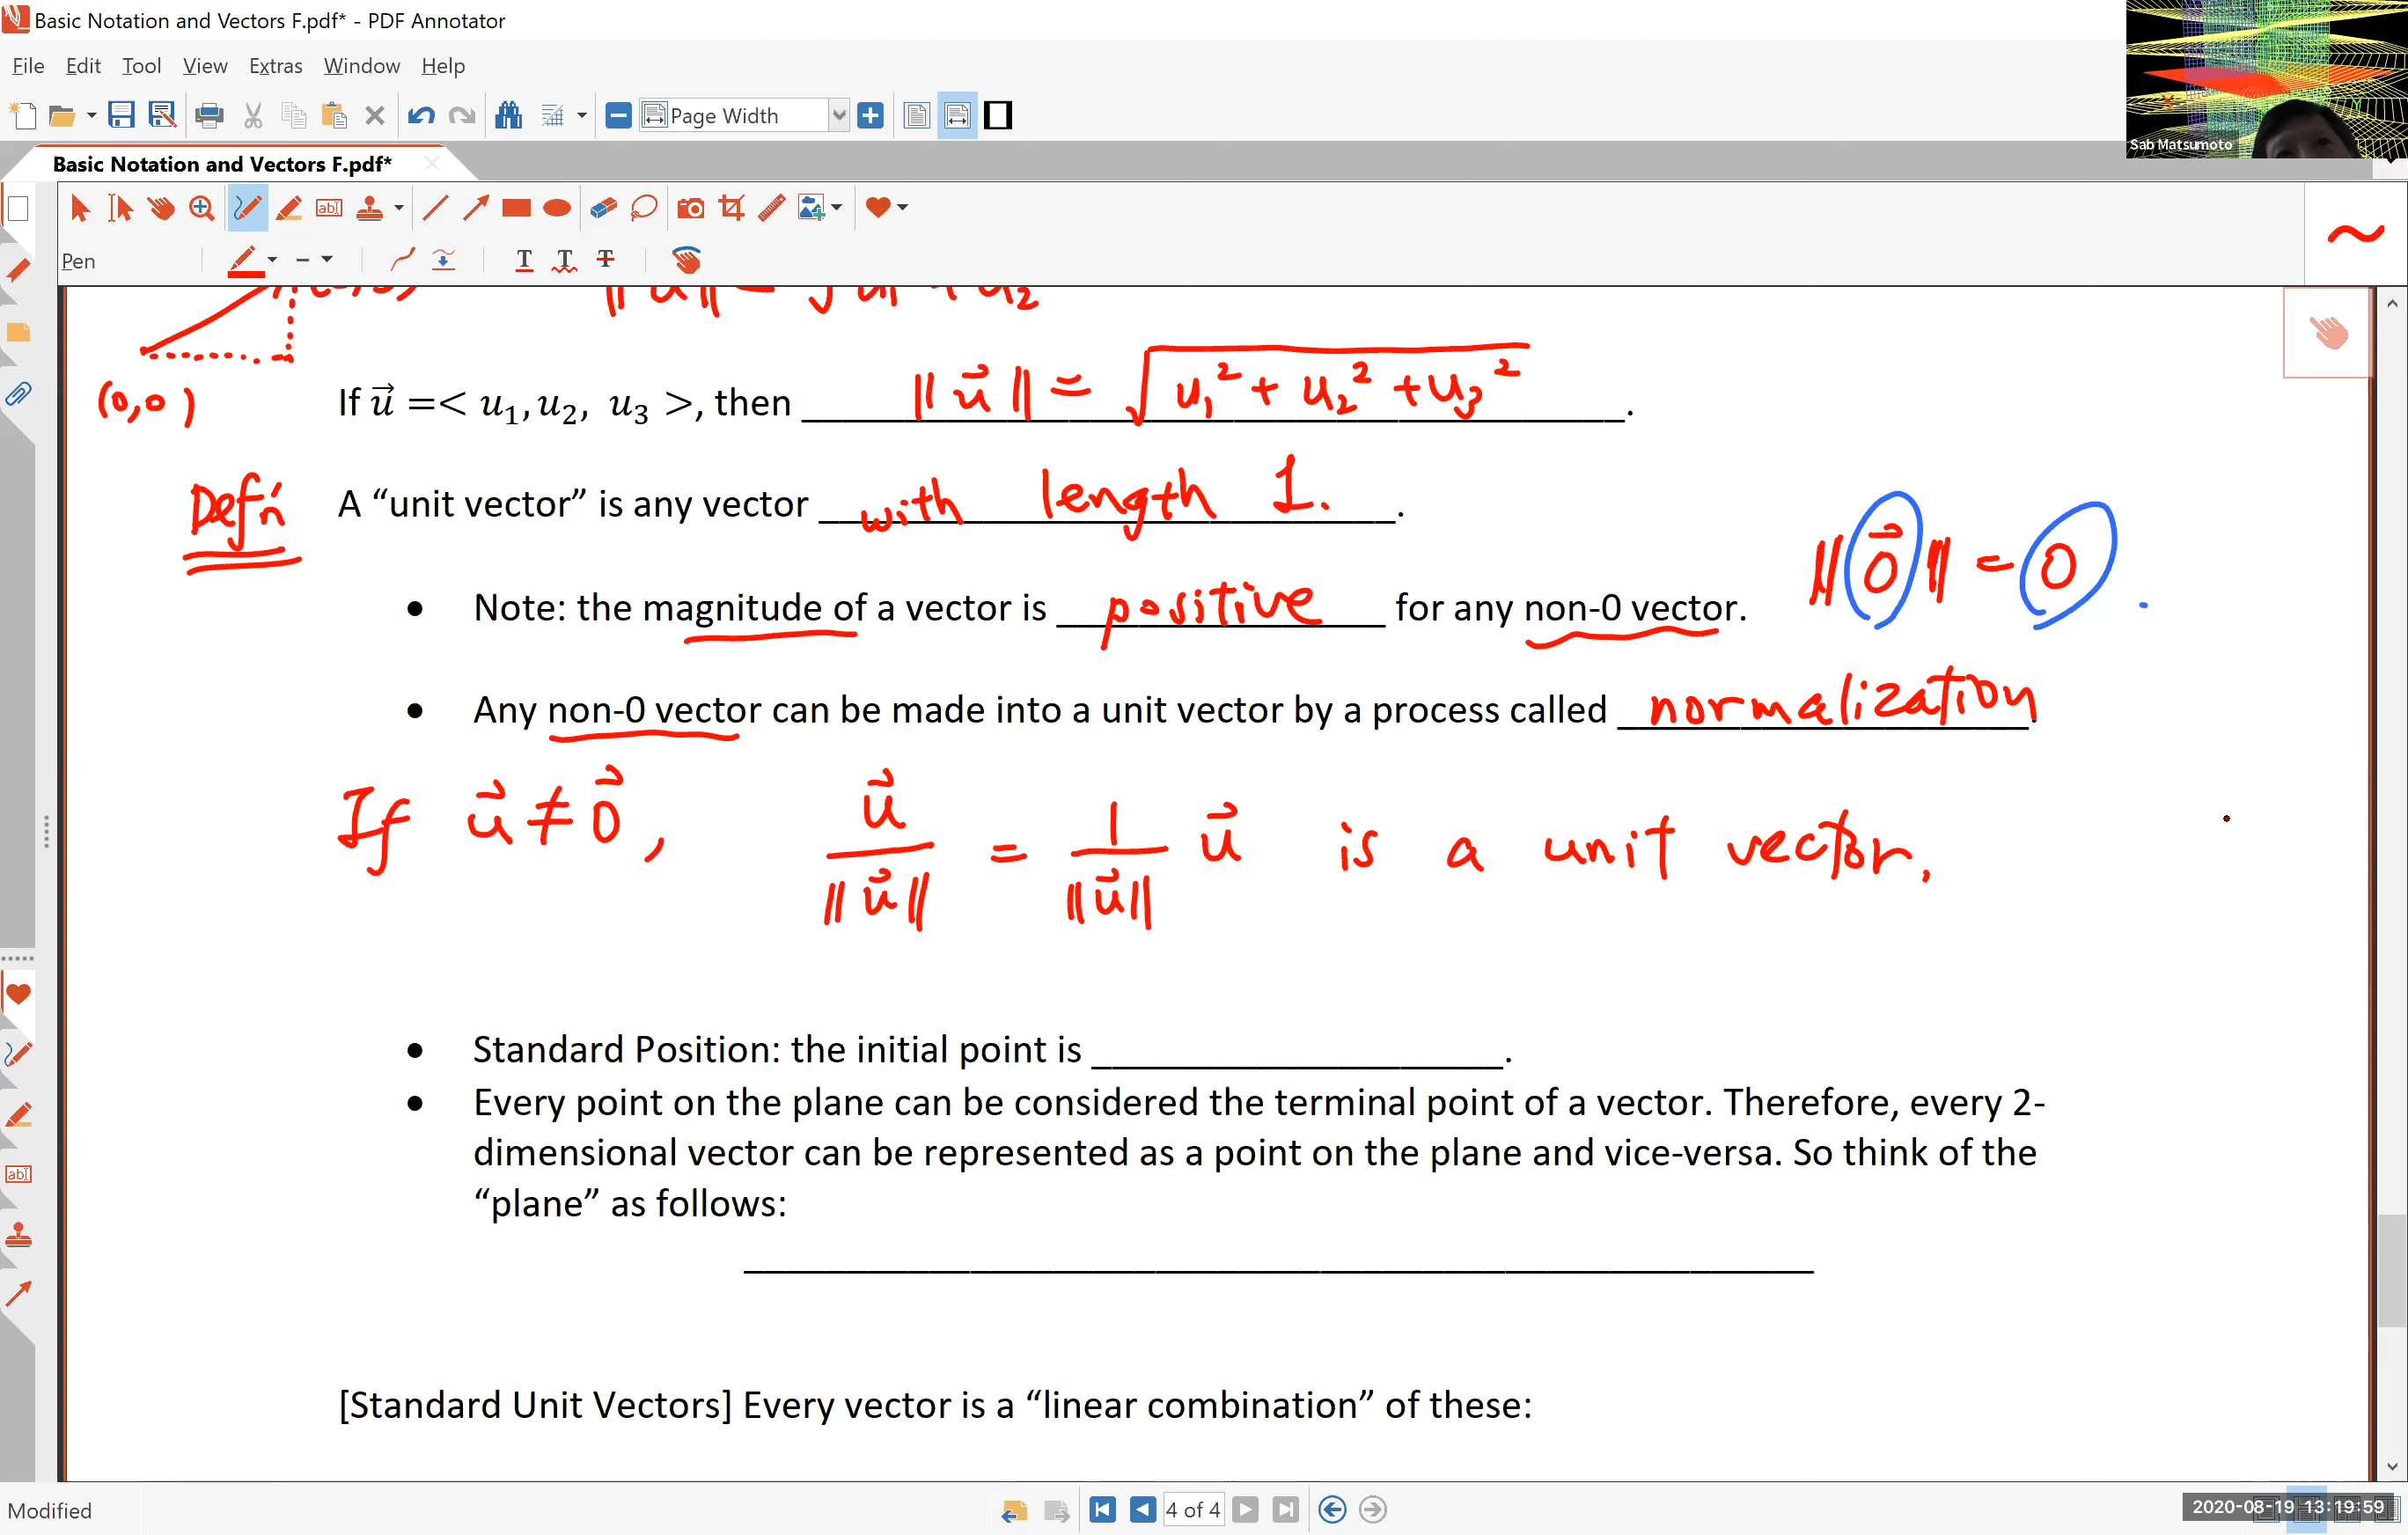 Basic Notation and Vectors F.pdf* - PDF Annotator
File Edit Tool View Extras Window Help
Page Width
Sab Matsumoto
Basic Notation and Vectors F.pdf*
Pen
(0,0)
If u⃗ =< u₁, u₂, u₃ >, then ‖u⃗‖ = √(u₁² + u₂² + u₃²).
Def'n A “unit vector” is any vector with length 1.
‖0⃗‖ = 0.
• Note: the magnitude of a vector is positive for any non-0 vector.
• Any non-0 vector can be made into a unit vector by a process called normalization.
If u⃗ ≠ 0⃗, u⃗/‖u⃗‖ = 1/‖u⃗‖ u⃗ is a unit vector.
• Standard Position: the initial point is ____________________.
• Every point on the plane can be considered the terminal point of a vector. Therefore, every 2-
dimensional vector can be represented as a point on the plane and vice-versa. So think of the
“plane” as follows:
[Standard Unit Vectors] Every vector is a “linear combination” of these:
Modified
4 of 4
2020-08-19 13:19:59